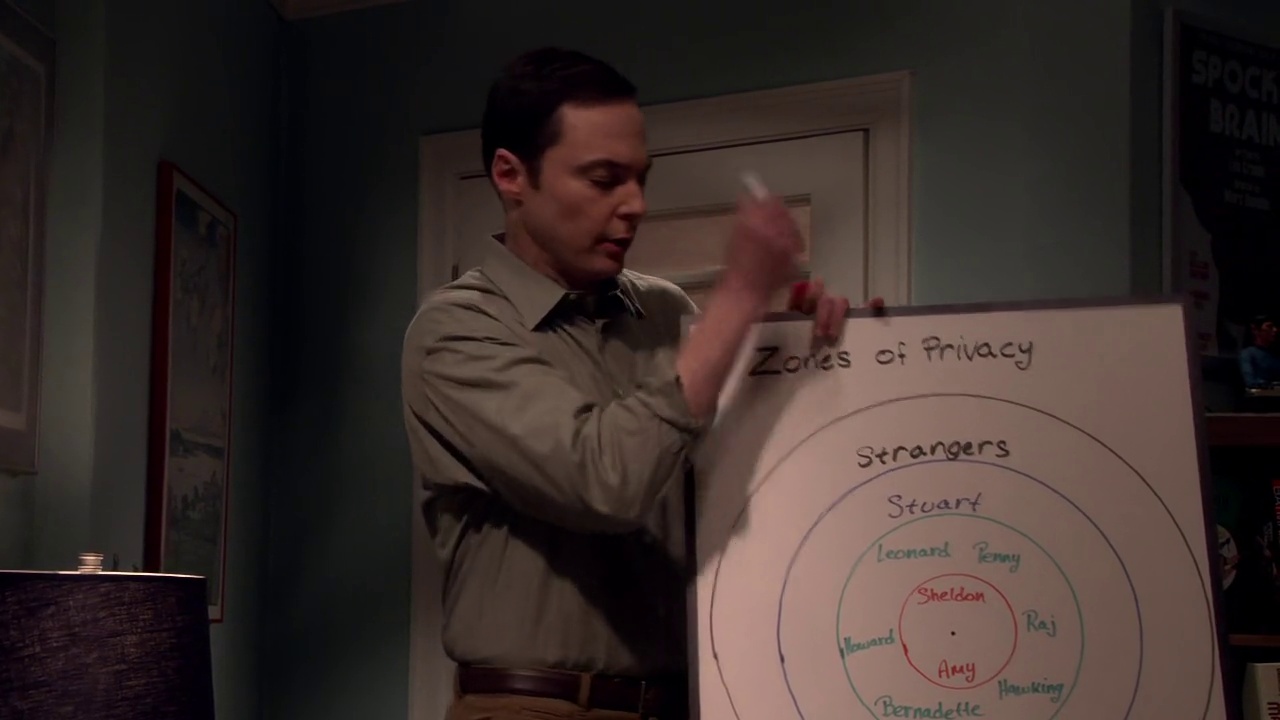 SPOCK
BRAIN
Zones of Privacy
Strangers
Stuart
Leonard Penny
Sheldon
Howard
Raj
Amy
Hawking
Bernadette